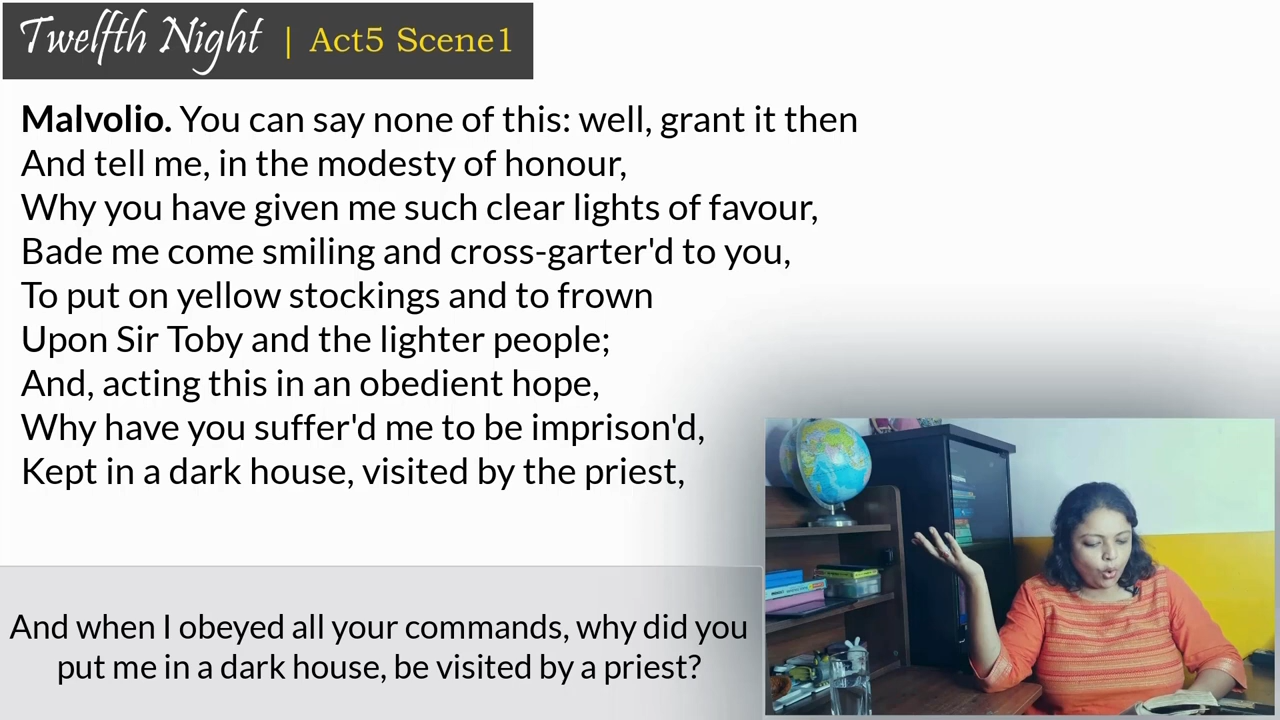 Twelfth Night | Act5 Scene1
Malvolio. You can say none of this: well, grant it then
And tell me, in the modesty of honour,
Why you have given me such clear lights of favour,
Bade me come smiling and cross-garter'd to you,
To put on yellow stockings and to frown
Upon Sir Toby and the lighter people;
And, acting this in an obedient hope,
Why have you suffer'd me to be imprison'd,
Kept in a dark house, visited by the priest,
And when I obeyed all your commands, why did you
put me in a dark house, be visited by a priest?